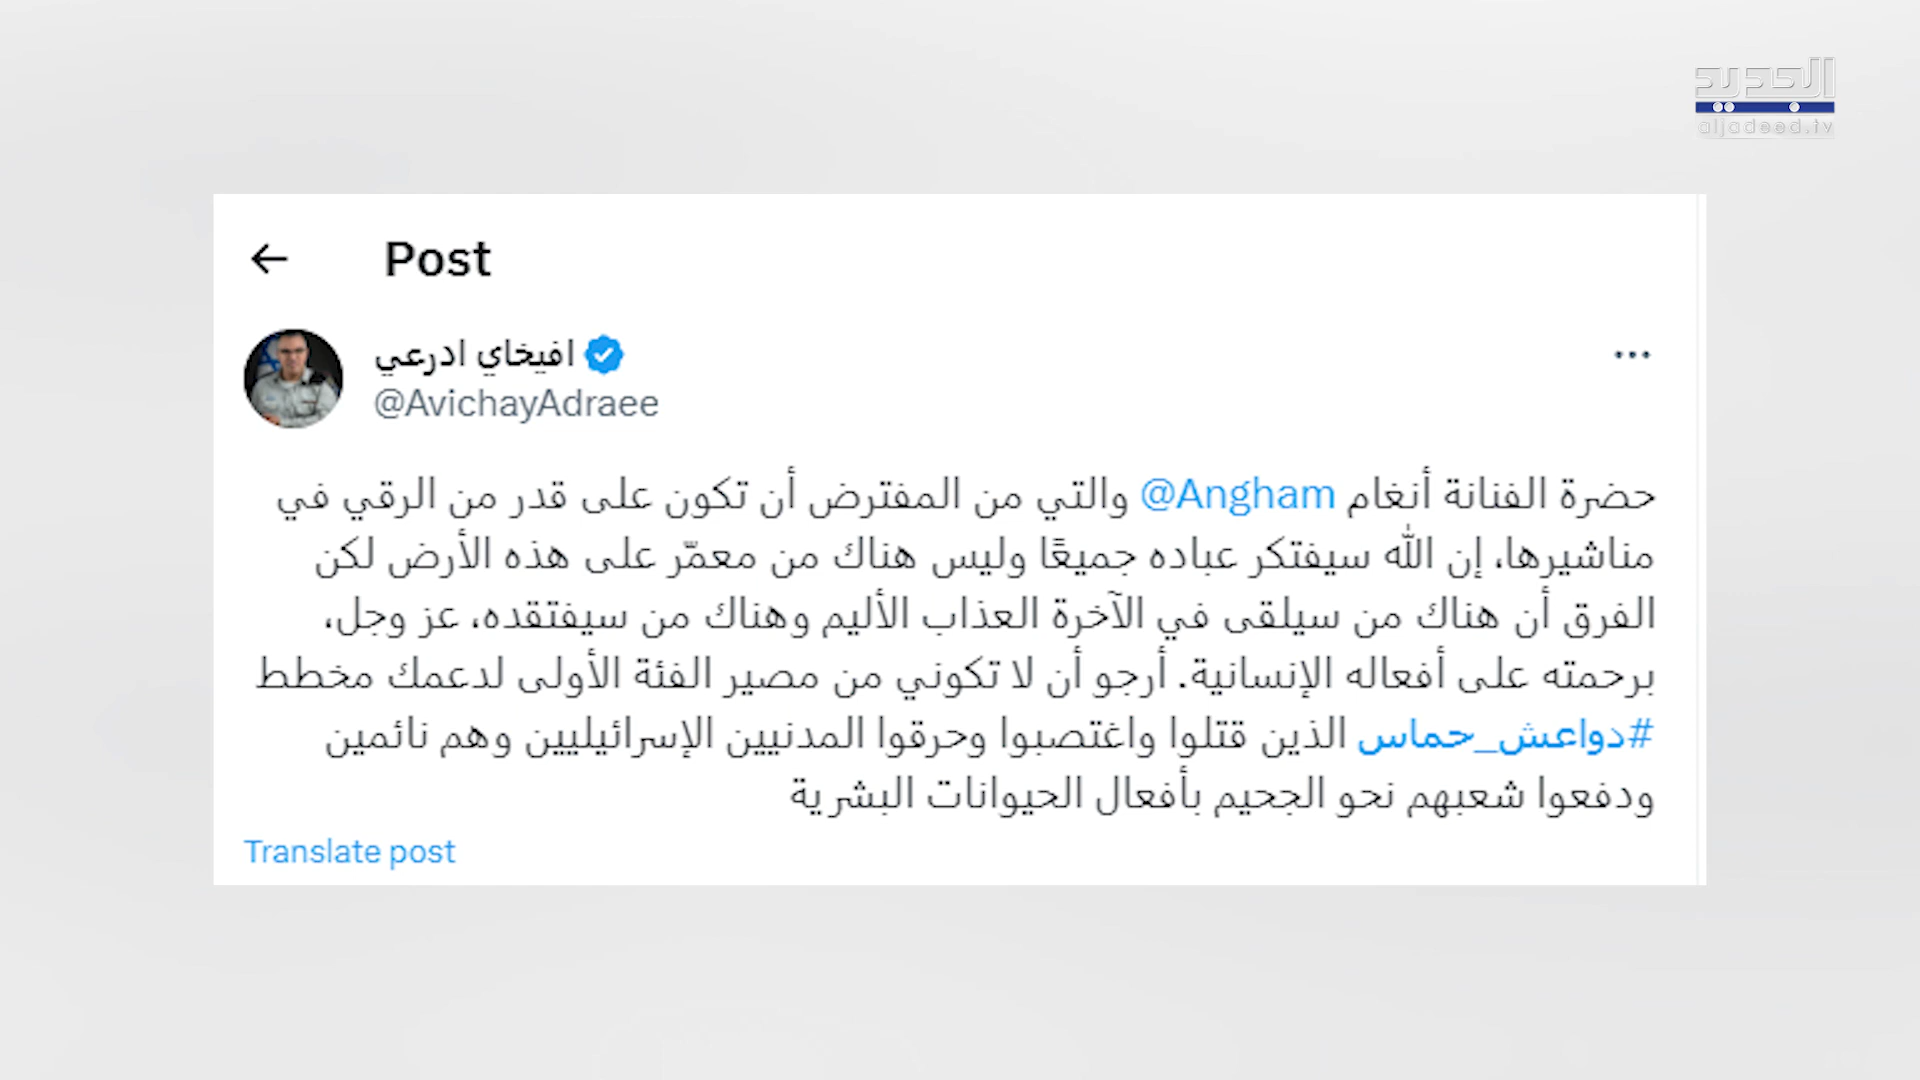 الجديد
aljadeed.tv
Post
افيخاي ادرعي
@AvichayAdraee
حضرة الفنانة أنغام @Angham والتي من المفترض أن تكون على قدر من الرقي في
مناشيرها، إن الله سيفتكر عباده جميعًا وليس هناك من معمّر على هذه الأرض لكن
الفرق أن هناك من سيلقى في الآخرة العذاب الأليم وهناك من سيفتقده، عز وجل،
برحمته على أفعاله الإنسانية. أرجو أن لا تكوني من مصير الفئة الأولى لدعمك مخطط
#دواعش_حماس الذين قتلوا واغتصبوا وحرقوا المدنيين الإسرائيليين وهم نائمين
ودفعوا شعبهم نحو الجحيم بأفعال الحيوانات البشرية
Translate post